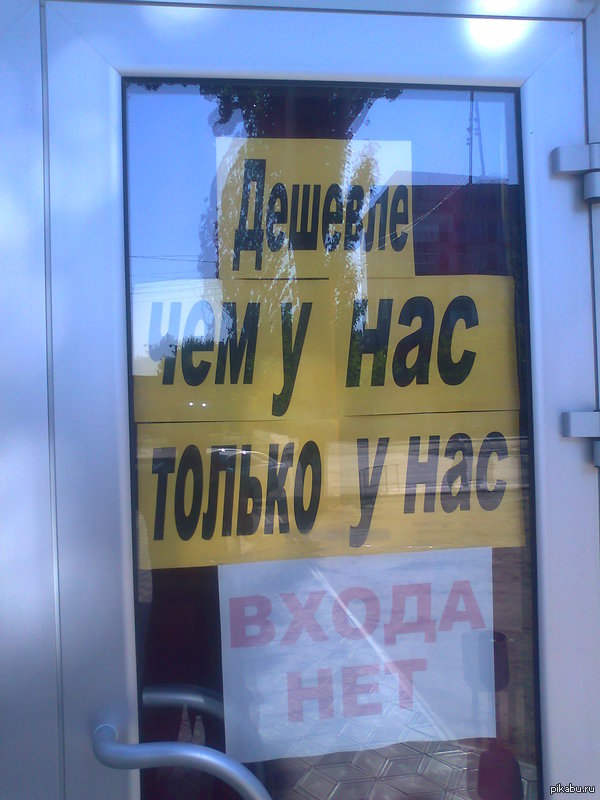 Дешевле
чем у нас
только у нас
ВХОДА
НЕТ
pikabu.ru